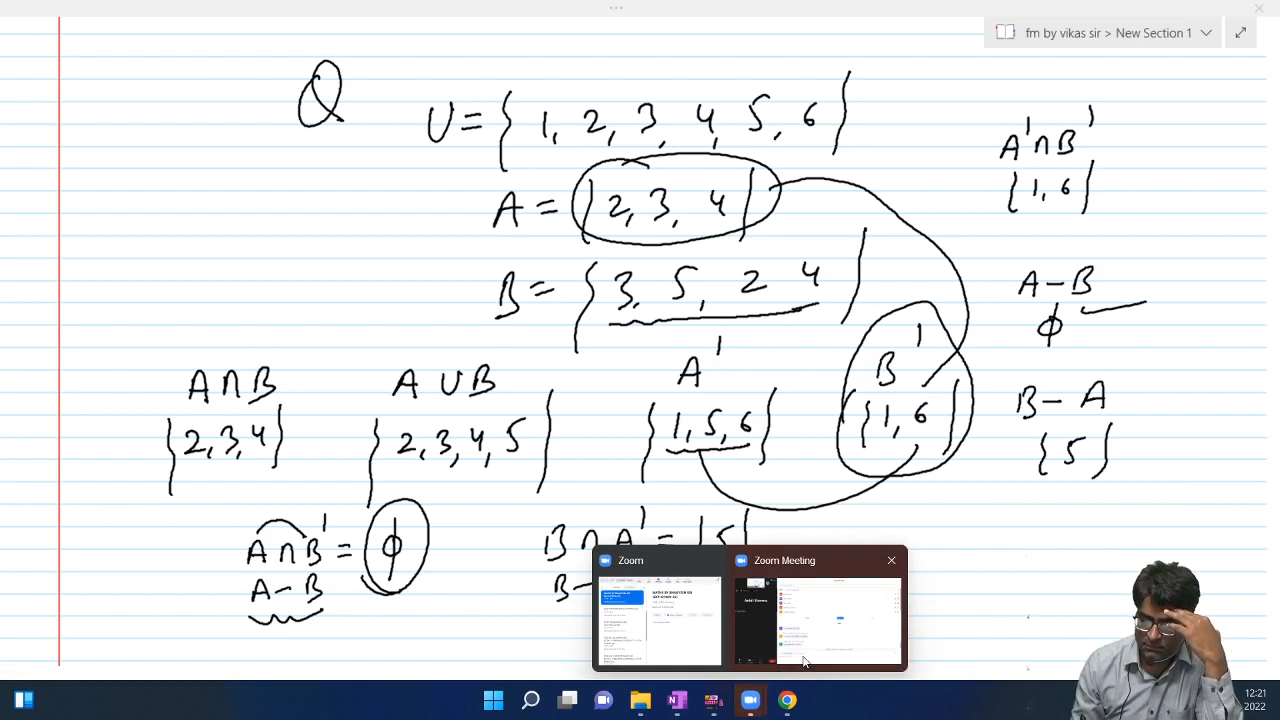 fm by vikas sir > New Section 1
Q
U = { 1, 2, 3, 4, 5, 6 }
A = { 2, 3, 4 }
B = { 3, 5, 2 4 }
A' ∩ B'
{ 1, 6 }
A - B
ϕ
B - A
{ 5 }
A ∩ B
{ 2, 3, 4 }
A ∪ B
{ 2, 3, 4, 5 }
A'
{ 1, 5, 6 }
B'
{ 1, 6 }
A ∩ B' = ϕ
A - B
B ∩ A' = { 5 }
B -
Zoom
Zoom Meeting
Ankit Sharma
12:21
2022